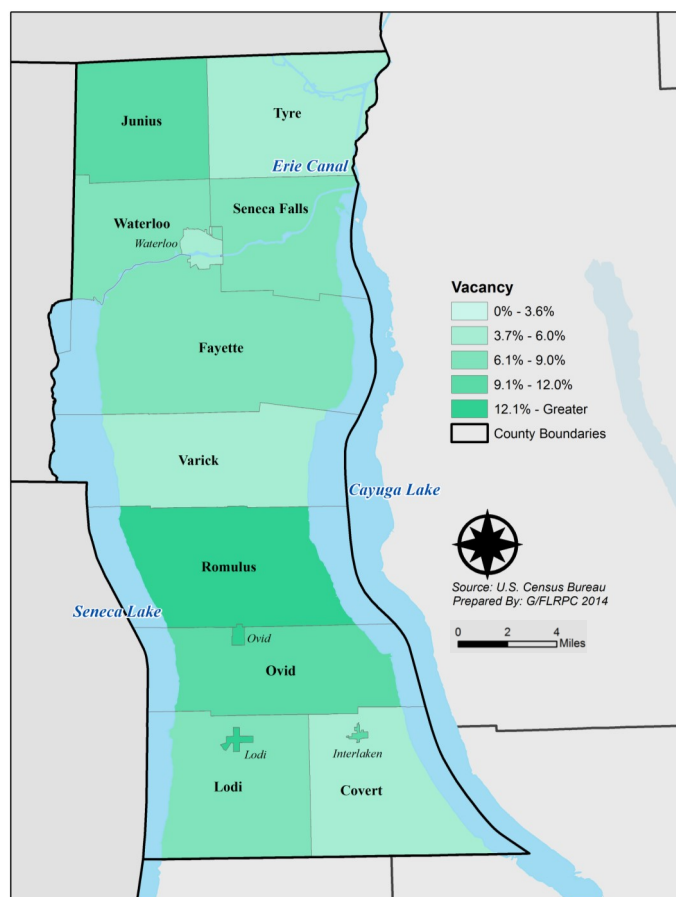 Junius
Tyre
Erie Canal
Seneca Falls
Waterloo
Waterloo
Vacancy
0% - 3.6%
3.7% - 6.0%
6.1% - 9.0%
9.1% - 12.0%
12.1% - Greater
County Boundaries
Fayette
Varick
Cayuga Lake
Romulus
Source: U.S. Census Bureau
Prepared By: G/FLRPC 2014
Seneca Lake
0 2 4
Miles
Ovid
Ovid
Lodi
Interlaken
Lodi
Covert